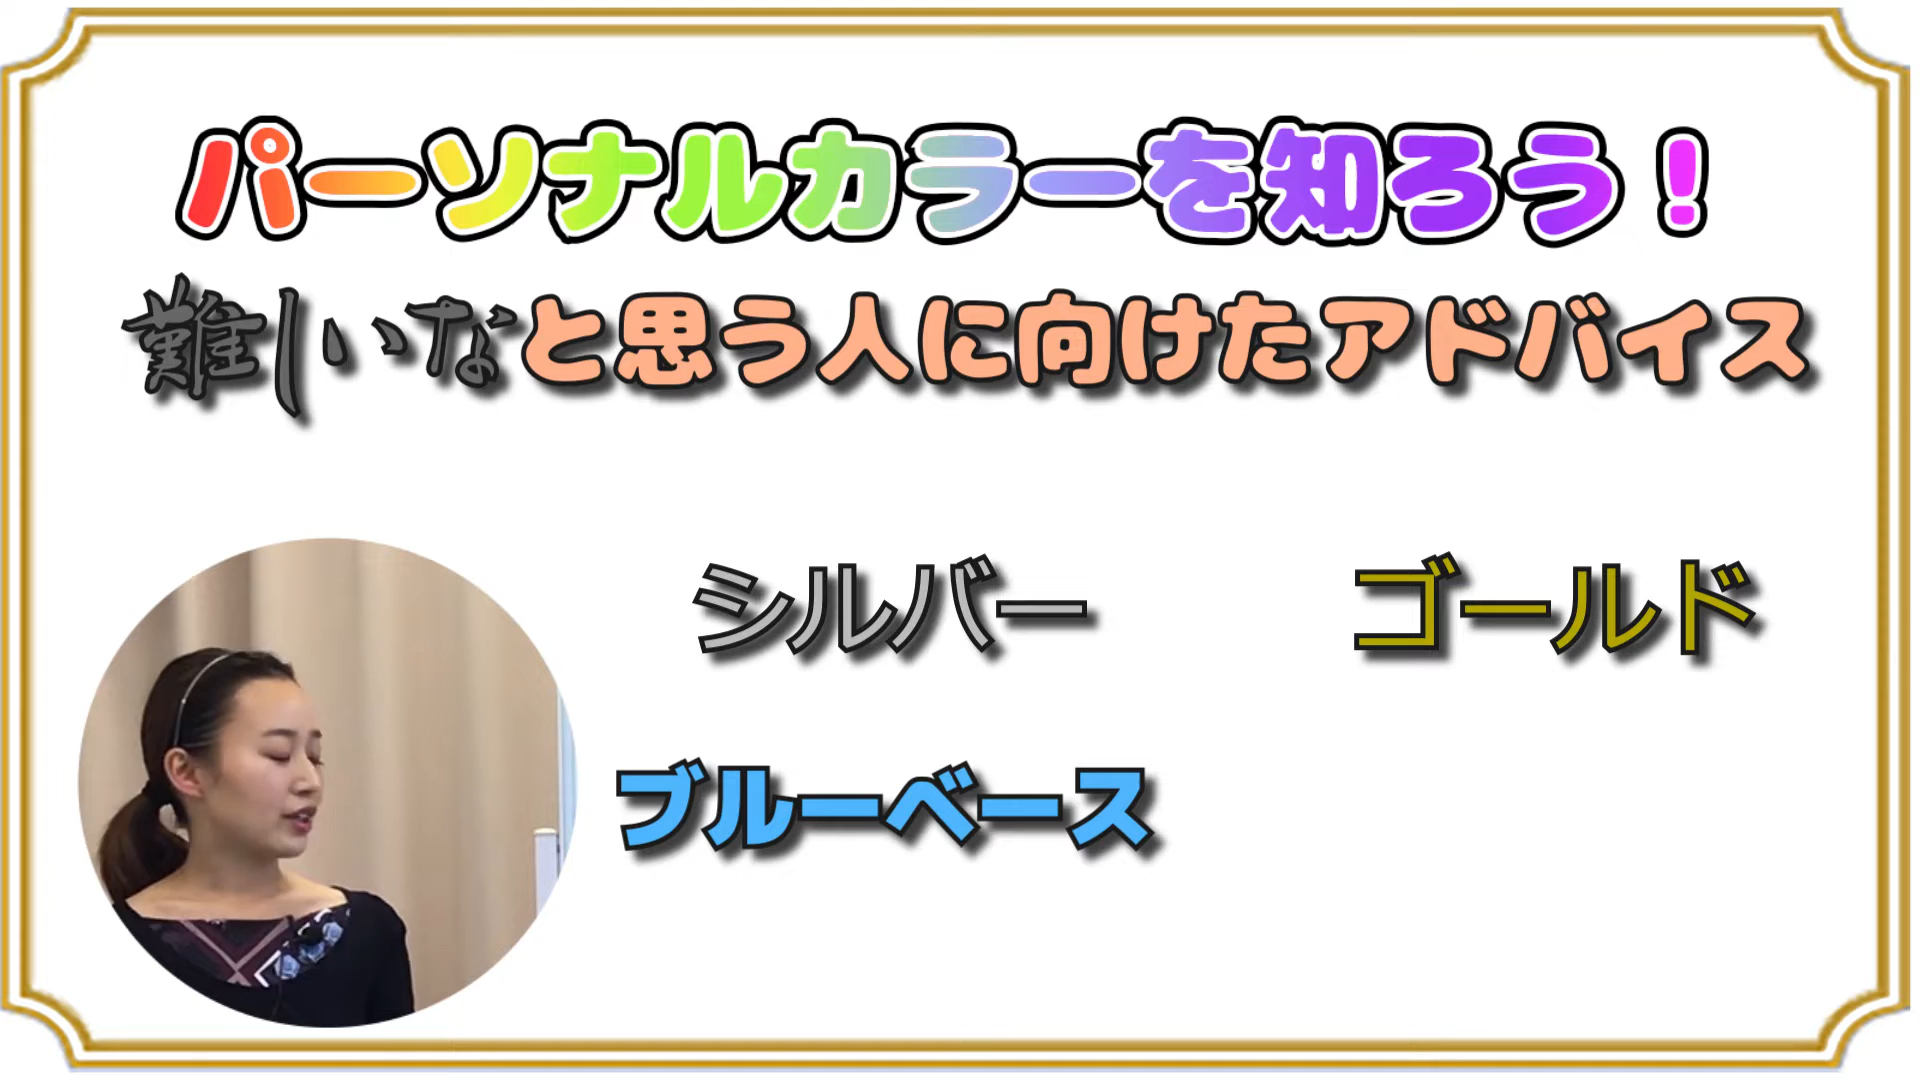 パーソナルカラーを知ろう！
難しいなと思う人に向けたアドバイス
シルバー
ゴールド
ブルーベース